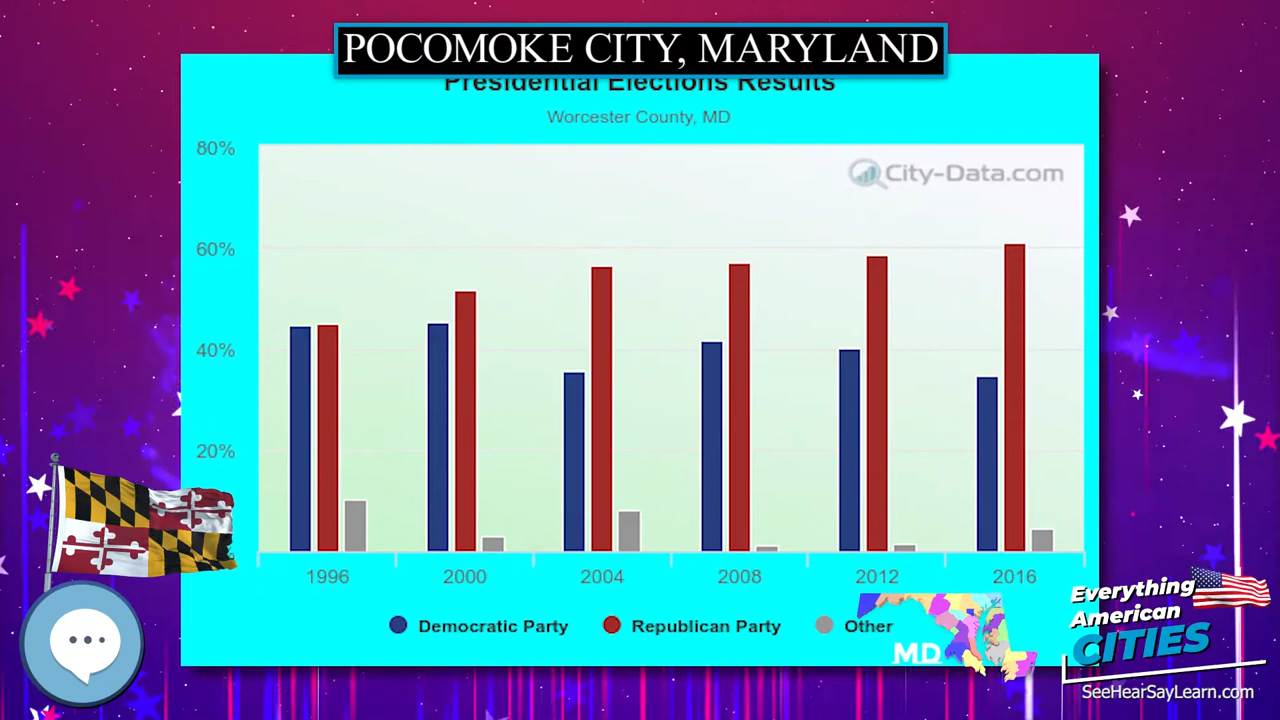 POCOMOKE CITY, MARYLAND
Presidential Elections Results
Worcester County, MD
80%
City-Data.com
60%
40%
20%
1996 2000 2004 2008 2012 2016
Democratic Party Republican Party Other
MD
Everything
American
CITIES
SeeHearSayLearn.com